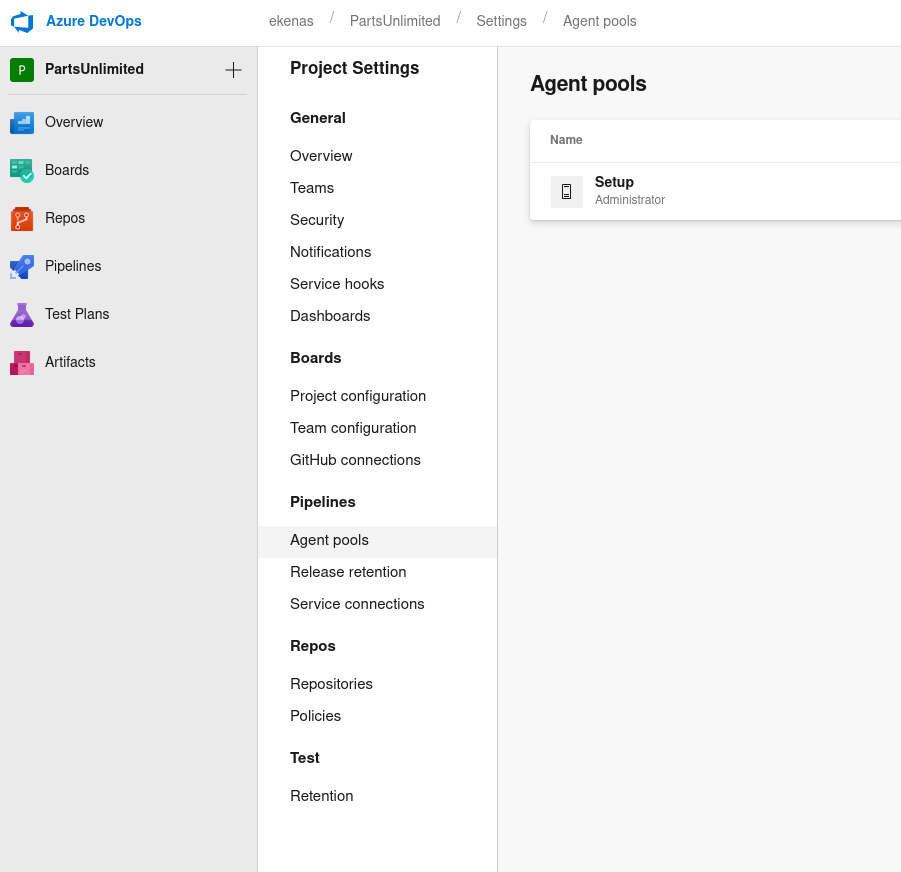 Azure DevOps
ekenas / PartsUnlimited / Settings / Agent pools
P PartsUnlimited
Overview
Boards
Repos
Pipelines
Test Plans
Artifacts
Project Settings
General
Overview
Teams
Security
Notifications
Service hooks
Dashboards
Boards
Project configuration
Team configuration
GitHub connections
Pipelines
Agent pools
Release retention
Service connections
Repos
Repositories
Policies
Test
Retention
Agent pools
Name
Setup
Administrator